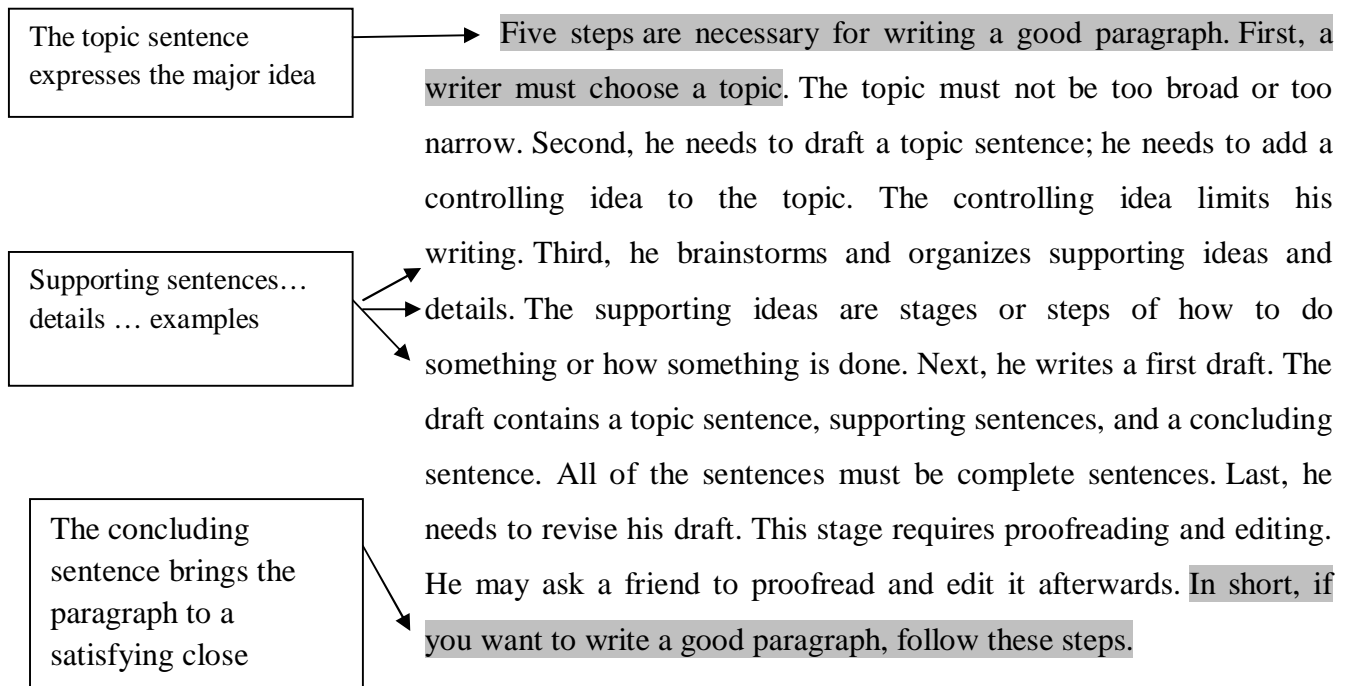 The topic sentence
expresses the major idea
Five steps are necessary for writing a good paragraph. First, a
writer must choose a topic. The topic must not be too broad or too
narrow. Second, he needs to draft a topic sentence; he needs to add a
controlling idea to the topic. The controlling idea limits his
writing. Third, he brainstorms and organizes supporting ideas and
details. The supporting ideas are stages or steps of how to do
something or how something is done. Next, he writes a first draft. The
draft contains a topic sentence, supporting sentences, and a concluding
sentence. All of the sentences must be complete sentences. Last, he
needs to revise his draft. This stage requires proofreading and editing.
He may ask a friend to proofread and edit it afterwards. In short, if
you want to write a good paragraph, follow these steps.
Supporting sentences…
details … examples
The concluding
sentence brings the
paragraph to a
satisfying close